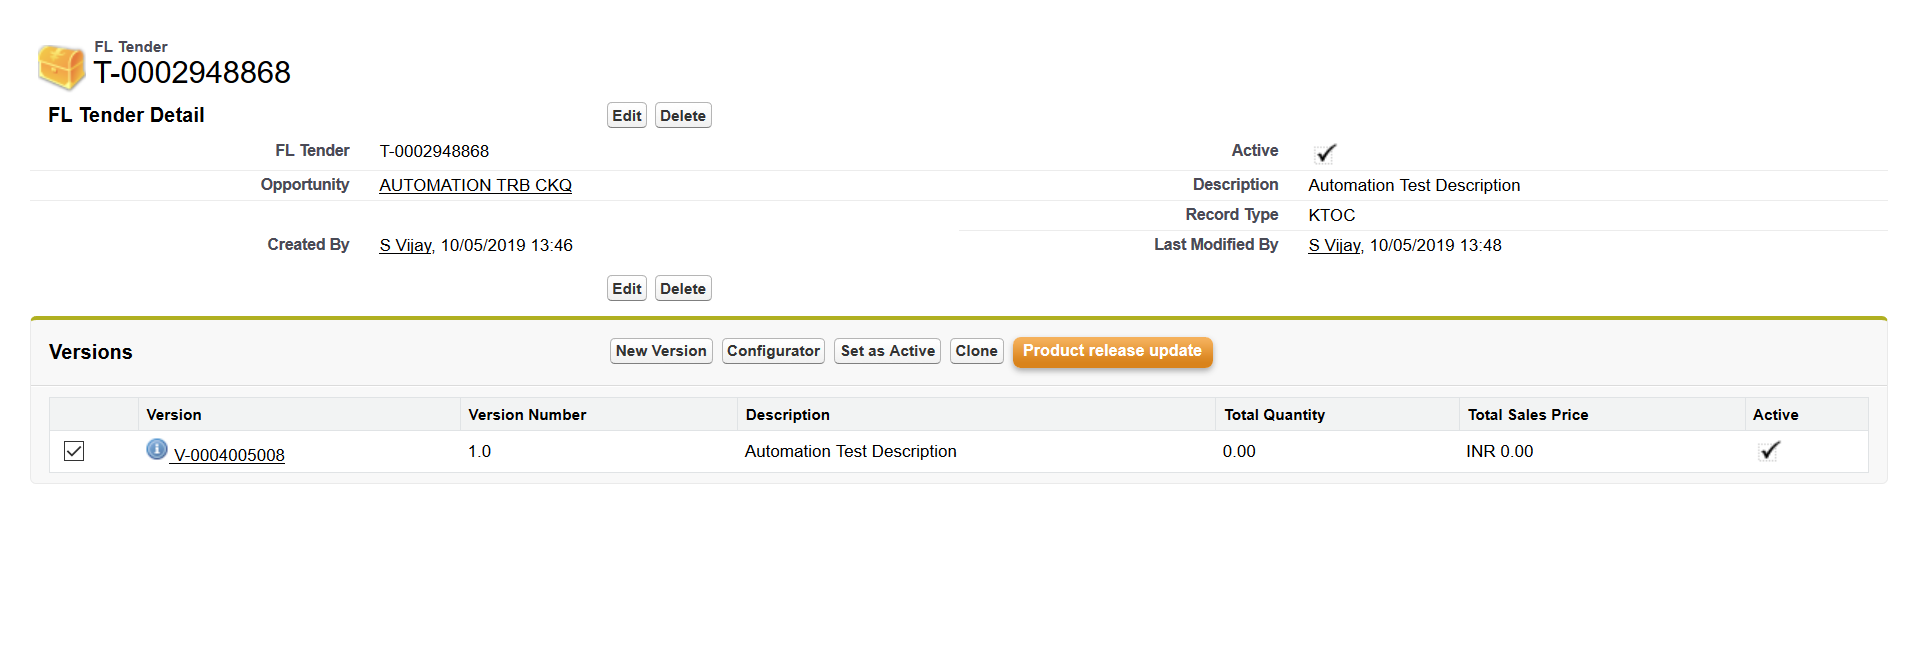 FL Tender
T-0002948868
FL Tender Detail Edit Delete
FL Tender T-0002948868 Active
Opportunity AUTOMATION TRB CKQ Description Automation Test Description
Record Type KTOC
Created By S Vijay, 10/05/2019 13:46 Last Modified By S Vijay, 10/05/2019 13:48
Edit Delete
Versions New Version Configurator Set as Active Clone Product release update
Version Version Number Description Total Quantity Total Sales Price Active
V-0004005008 1.0 Automation Test Description 0.00 INR 0.00